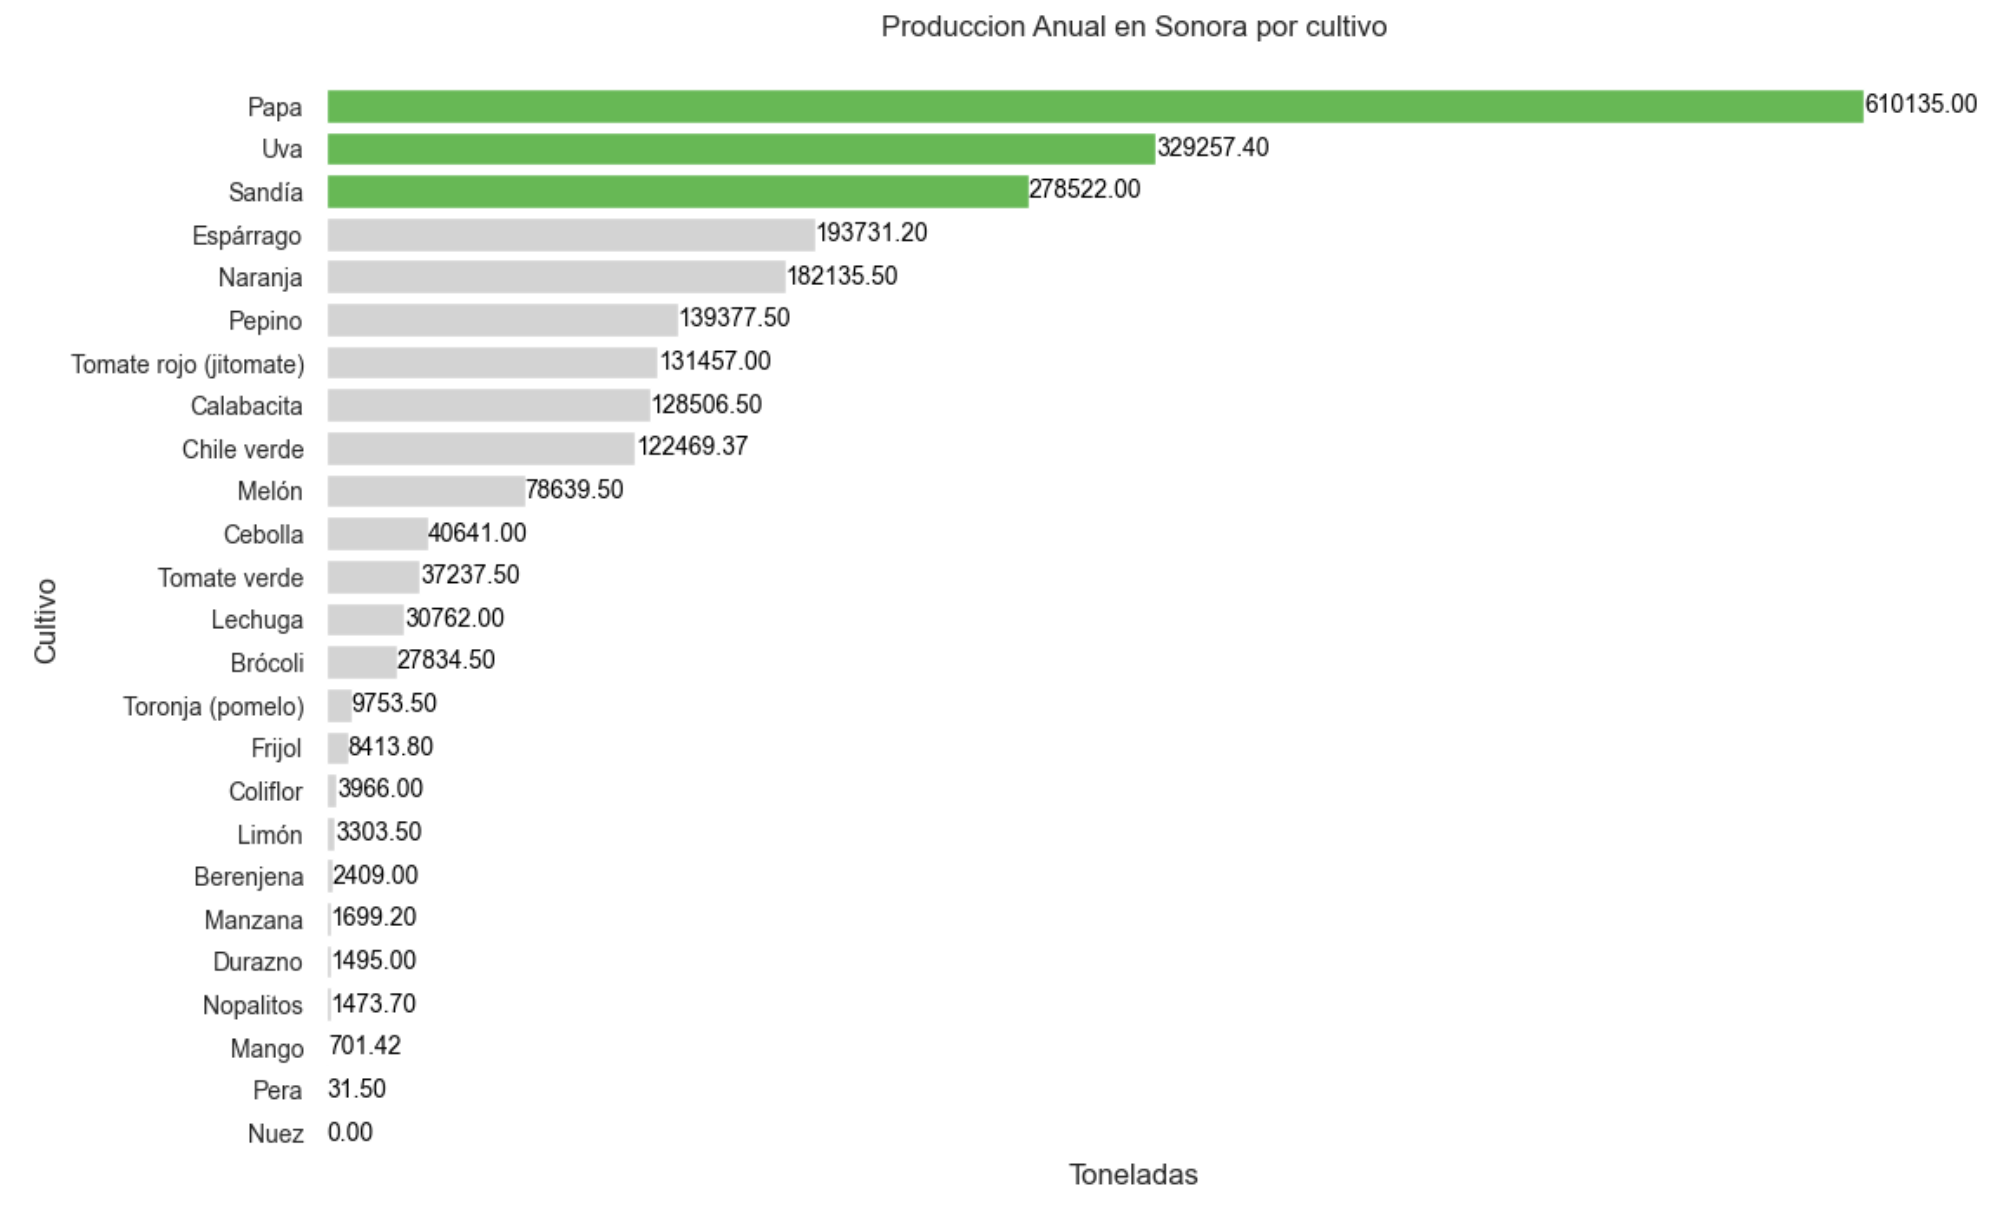 Produccion Anual en Sonora por cultivo
Papa 610135.00
Uva 329257.40
Sandía 278522.00
Espárrago 193731.20
Naranja 182135.50
Pepino 139377.50
Tomate rojo (jitomate) 131457.00
Calabacita 128506.50
Chile verde 122469.37
Melón 78639.50
Cebolla 40641.00
Tomate verde 37237.50
Lechuga 30762.00
Brócoli 27834.50
Toronja (pomelo) 9753.50
Frijol 8413.80
Coliflor 3966.00
Limón 3303.50
Berenjena 2409.00
Manzana 1699.20
Durazno 1495.00
Nopalitos 1473.70
Mango 701.42
Pera 31.50
Nuez 0.00
Cultivo
Toneladas